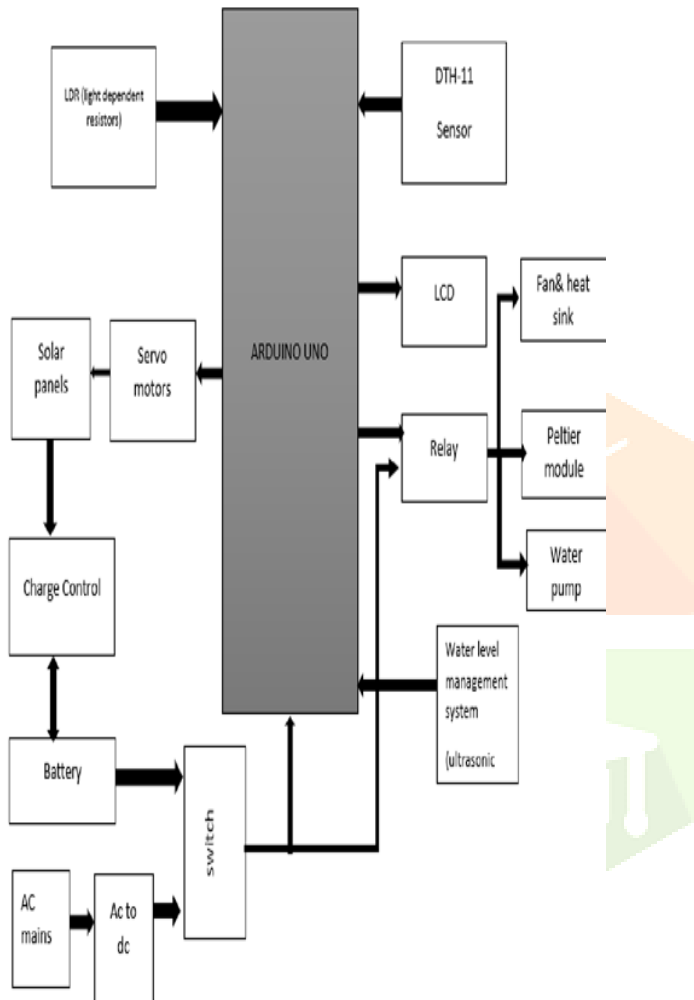 LDR (light dependent
resistors)
DTH-11
Sensor
LCD
Fan& heat
sink
Solar
panels
Servo
motors
ARDUINO UNO
Relay
Peltier
module
Water
pump
Charge Control
Water level
management
system
(ultrasonic
Battery
switch
AC
mains
Ac to
dc